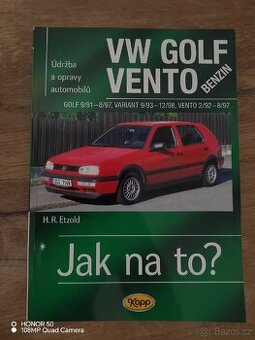 Údržba
a opravy
automobilů
VW GOLF
VENTO
BENZIN
GOLF 9/91–8/97, VARIANT 9/93–12/98, VENTO 2/92–8/97
H. R. Etzold
Jak na to?
Kopp
HONOR 50
108MP Quad Camera
Bazoš.cz